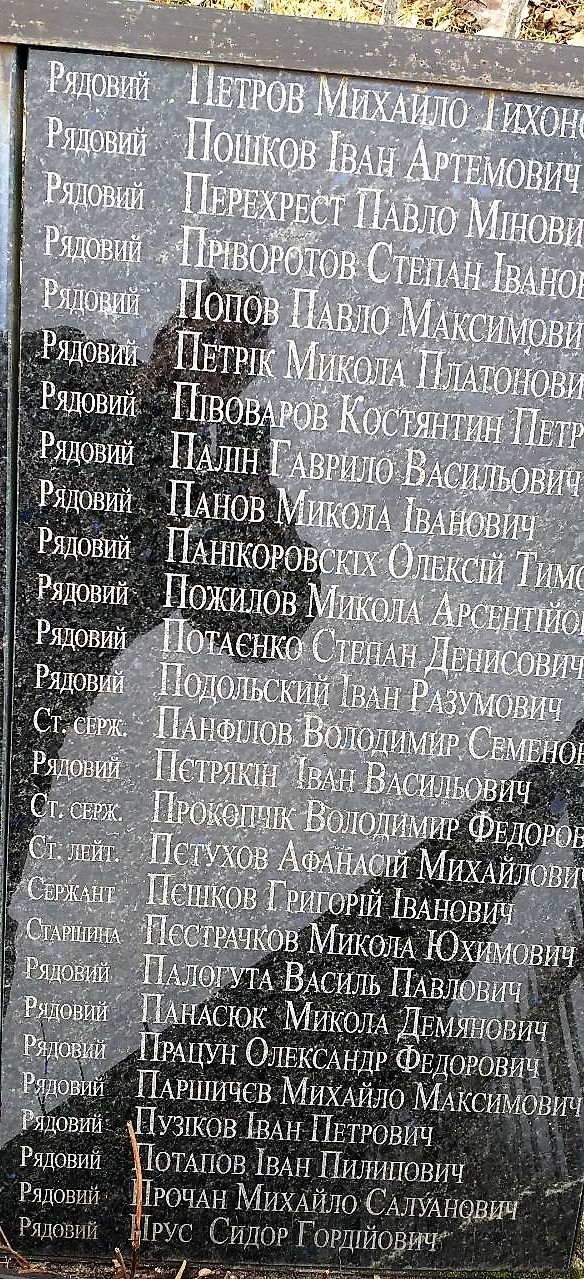 Рядовий Петров Михайло Тихоно
Рядовий Пошков Іван Артемович
Рядовий Перехрест Павло Мінови
Рядовий Пріворотов Степан Іванов
Рядовий Попов Павло Максимови
Рядовий Петрік Микола Платонови
Рядовий Півоваров Костянтин Петр
Рядовий Палін Гаврило Васильович
Рядовий Панов Микола Іванович
Рядовий Панікоровскіх Олексій Тимо
Рядовий Пожилов Микола Арсентійо
Рядовий Потаєнко Степан Денисович
Рядовий Подольский Іван Разумович
Ст. серж. Панфілов Володимир Семенов
Рядовий Пєтрякін Іван Васильович
Ст. серж. Прокопчік Володимир Федоров
Ст. лейт. Пєтухов Афанасій Михайлович
Сержант Пєшков Григорій Іванович
Старшина Пєстрачков Микола Юхимович
Рядовий Палогута Василь Павлович
Рядовий Панасюк Микола Демянович
Рядовий Працун Олександр Федорович
Рядовий Паршичєв Михайло Максимович
Рядовий Пузіков Іван Петрович
Рядовий Потапов Іван Пилипович
Рядовий Прочан Михайло Салуанович
Рядовий Прус Сидор Гордійович